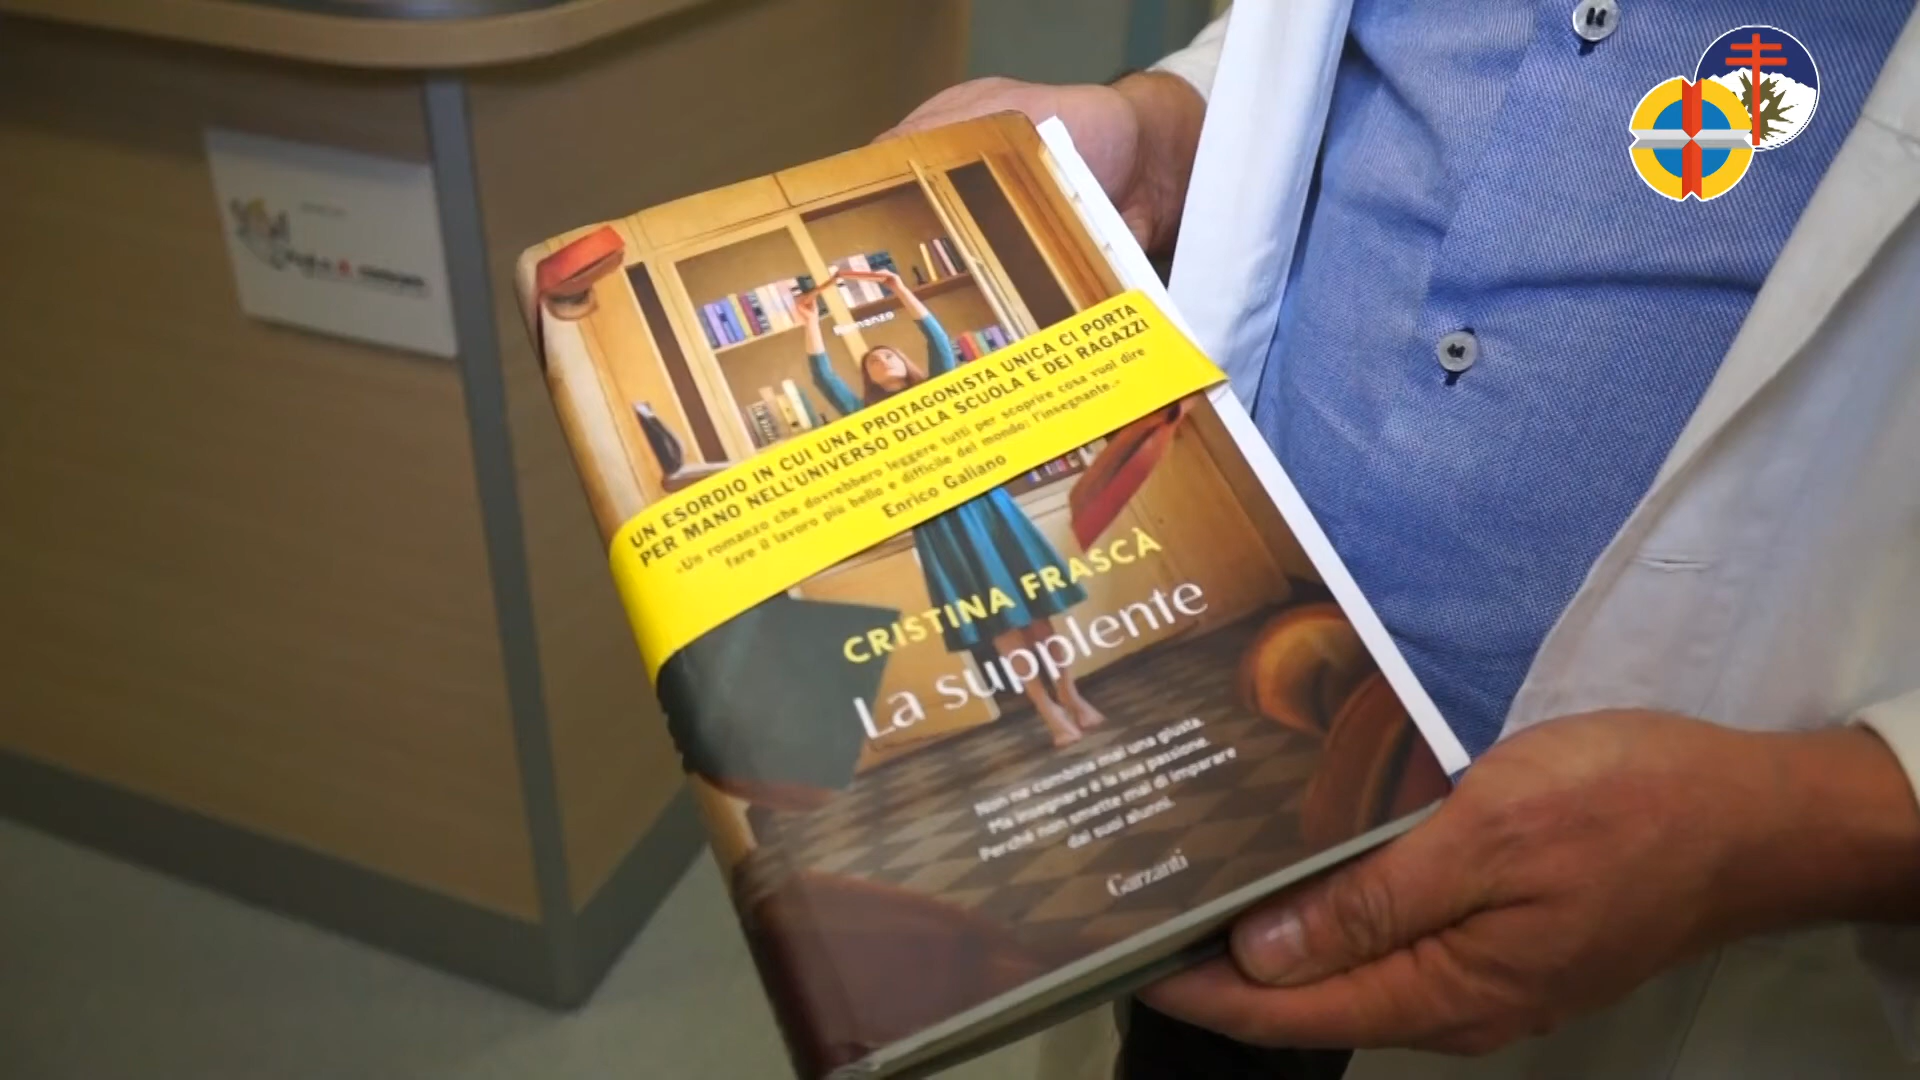 Romanzo
UN ESORDIO IN CUI UNA PROTAGONISTA UNICA CI PORTA
PER MANO NELL'UNIVERSO DELLA SCUOLA E DEI RAGAZZI
«Un romanzo che dovrebbero leggere tutti per scoprire cosa vuol dire
fare il lavoro più bello e difficile del mondo: l'insegnante.»
Enrico Galiano
CRISTINA FRASCÀ
La supplente
Non ne combina mai una giusta.
Ma insegnare è la sua passione.
Perché non smette mai di imparare
dai suoi alunni.
Garzanti